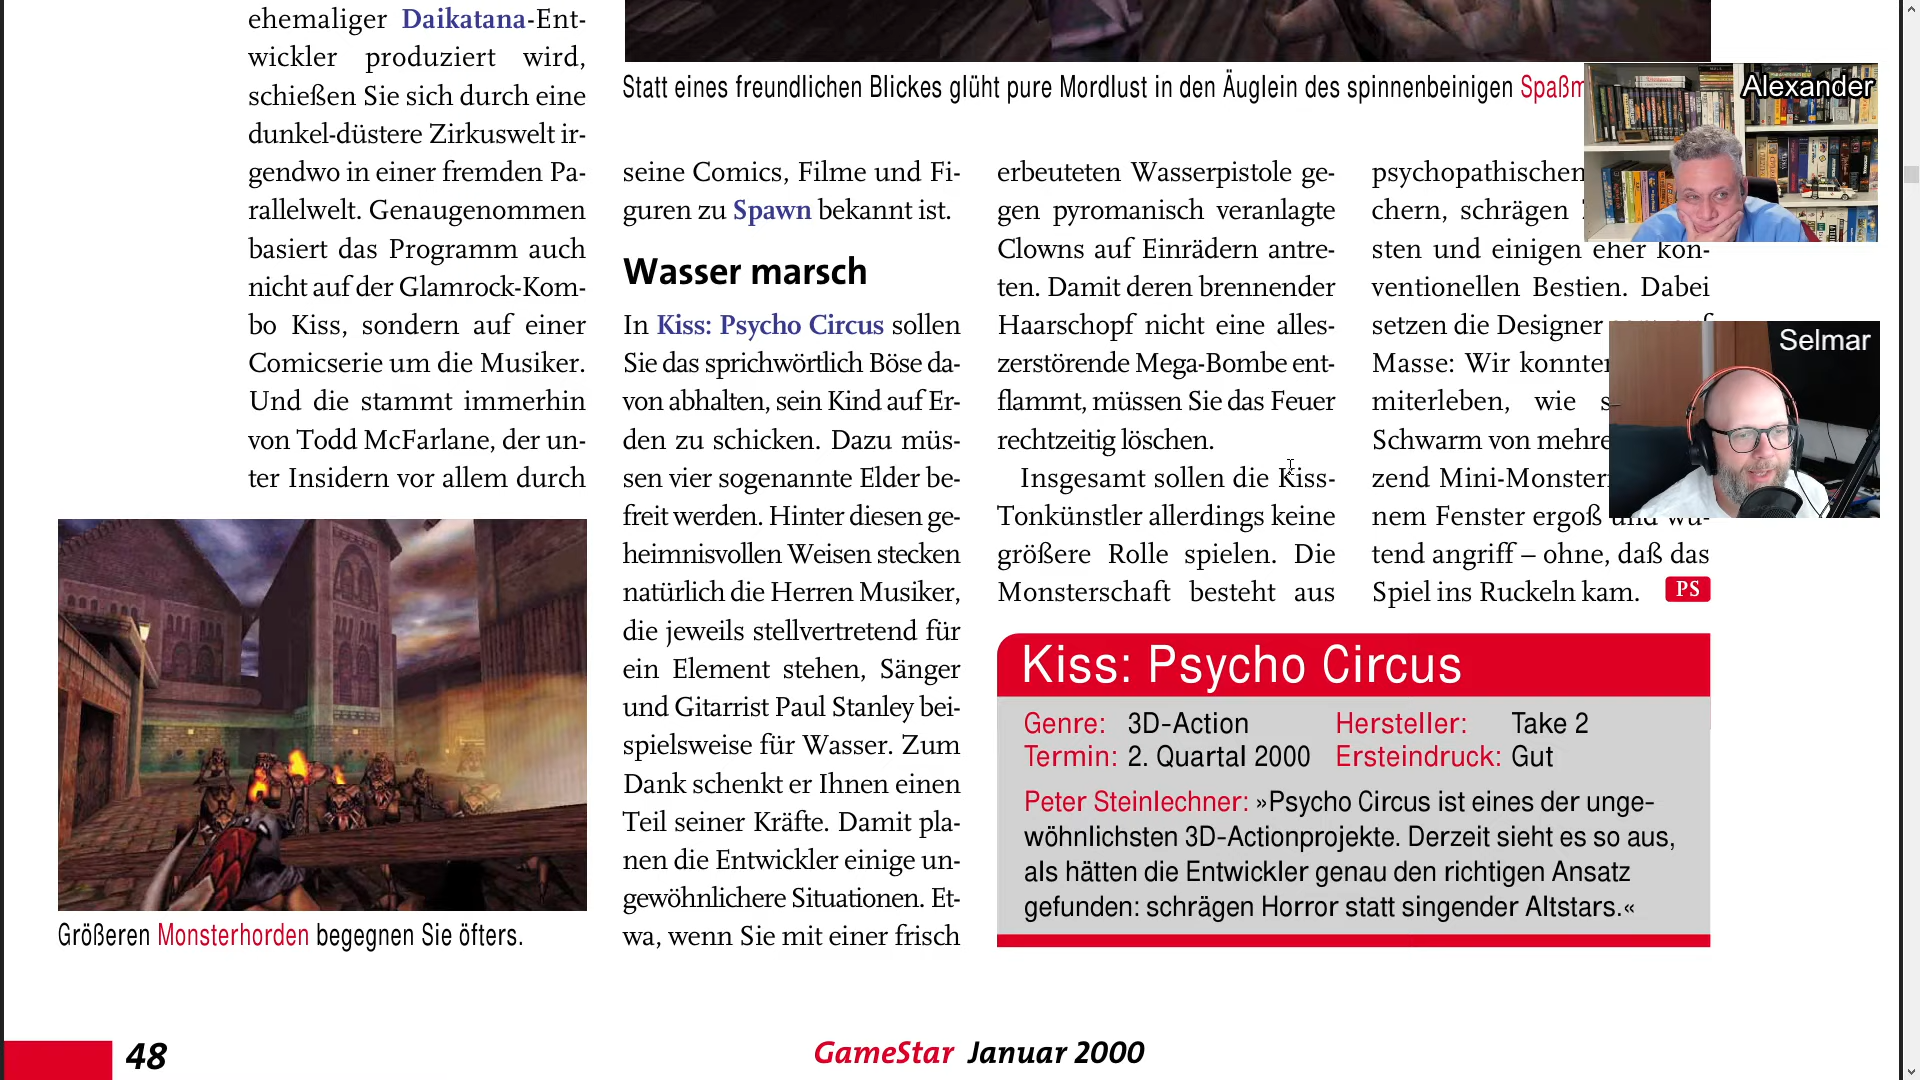 ehemaliger Daikatana-Ent-
wickler produziert wird,
schießen Sie sich durch eine
dunkel-düstere Zirkuswelt ir-
gendwo in einer fremden Pa-
rallelwelt. Genaugenommen
basiert das Programm auch
nicht auf der Glamrock-Kom-
bo Kiss, sondern auf einer
Comicserie um die Musiker.
Und die stammt immerhin
von Todd McFarlane, der un-
ter Insidern vor allem durch
Größeren Monsterhorden begegnen Sie öfters.
Statt eines freundlichen Blickes glüht pure Mordlust in den Äuglein des spinnenbeinigen
seine Comics, Filme und Fi-
guren zu Spawn bekannt ist.
Wasser marsch
In Kiss: Psycho Circus sollen
Sie das sprichwörtlich Böse da-
von abhalten, sein Kind auf Er-
den zu schicken. Dazu müs-
sen vier sogenannte Elder be-
freit werden. Hinter diesen ge-
heimnisvollen Weisen stecken
natürlich die Herren Musiker,
die jeweils stellvertretend für
ein Element stehen, Sänger
und Gitarrist Paul Stanley bei-
spielsweise für Wasser. Zum
Dank schenkt er Ihnen einen
Teil seiner Kräfte. Damit pla-
nen die Entwickler einige un-
gewöhnlichere Situationen. Et-
wa, wenn Sie mit einer frisch
erbeuteten Wasserpistole ge-
gen pyromanisch veranlagte
Clowns auf Einrädern antre-
ten. Damit deren brennender
Haarschopf nicht eine alles-
zerstörende Mega-Bombe ent-
flammt, müssen Sie das Feuer
rechtzeitig löschen.
Insgesamt sollen die Kiss-
Tonkünstler allerdings keine
größere Rolle spielen. Die
Monsterschaft besteht aus
psychopathischen
chern, schrägen
sten und einigen eher kon-
ventionellen Bestien. Dabei
setzen die Designer
Masse: Wir konnten
miterleben, wie
Schwarm von
zend
nem Fenster ergoß und wü-
tend angriff – ohne, daß das
Spiel ins Ruckeln kam. PS
Kiss: Psycho Circus
Genre: 3D-Action Hersteller: Take 2
Termin: 2. Quartal 2000 Ersteindruck: Gut
Peter Steinlechner: »Psycho Circus ist eines der unge-
wöhnlichsten 3D-Actionprojekte. Derzeit sieht es so aus,
als hätten die Entwickler genau den richtigen Ansatz
gefunden: schrägen Horror statt singender Altstars.«
Alexander
Selmar
48
GameStar Januar 2000